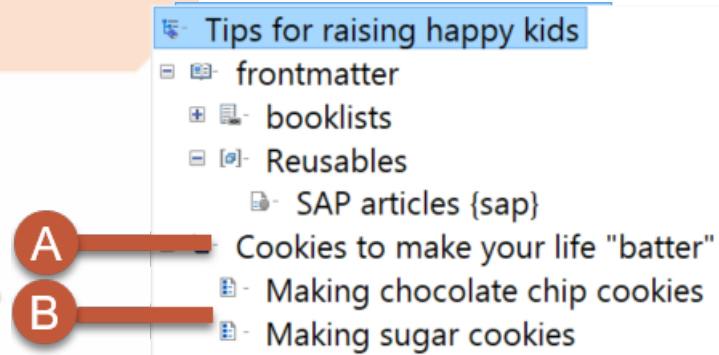 Tips for raising happy kids
frontmatter
booklists
Reusables
SAP articles {sap}
A Cookies to make your life "batter"
Making chocolate chip cookies
B
Making sugar cookies